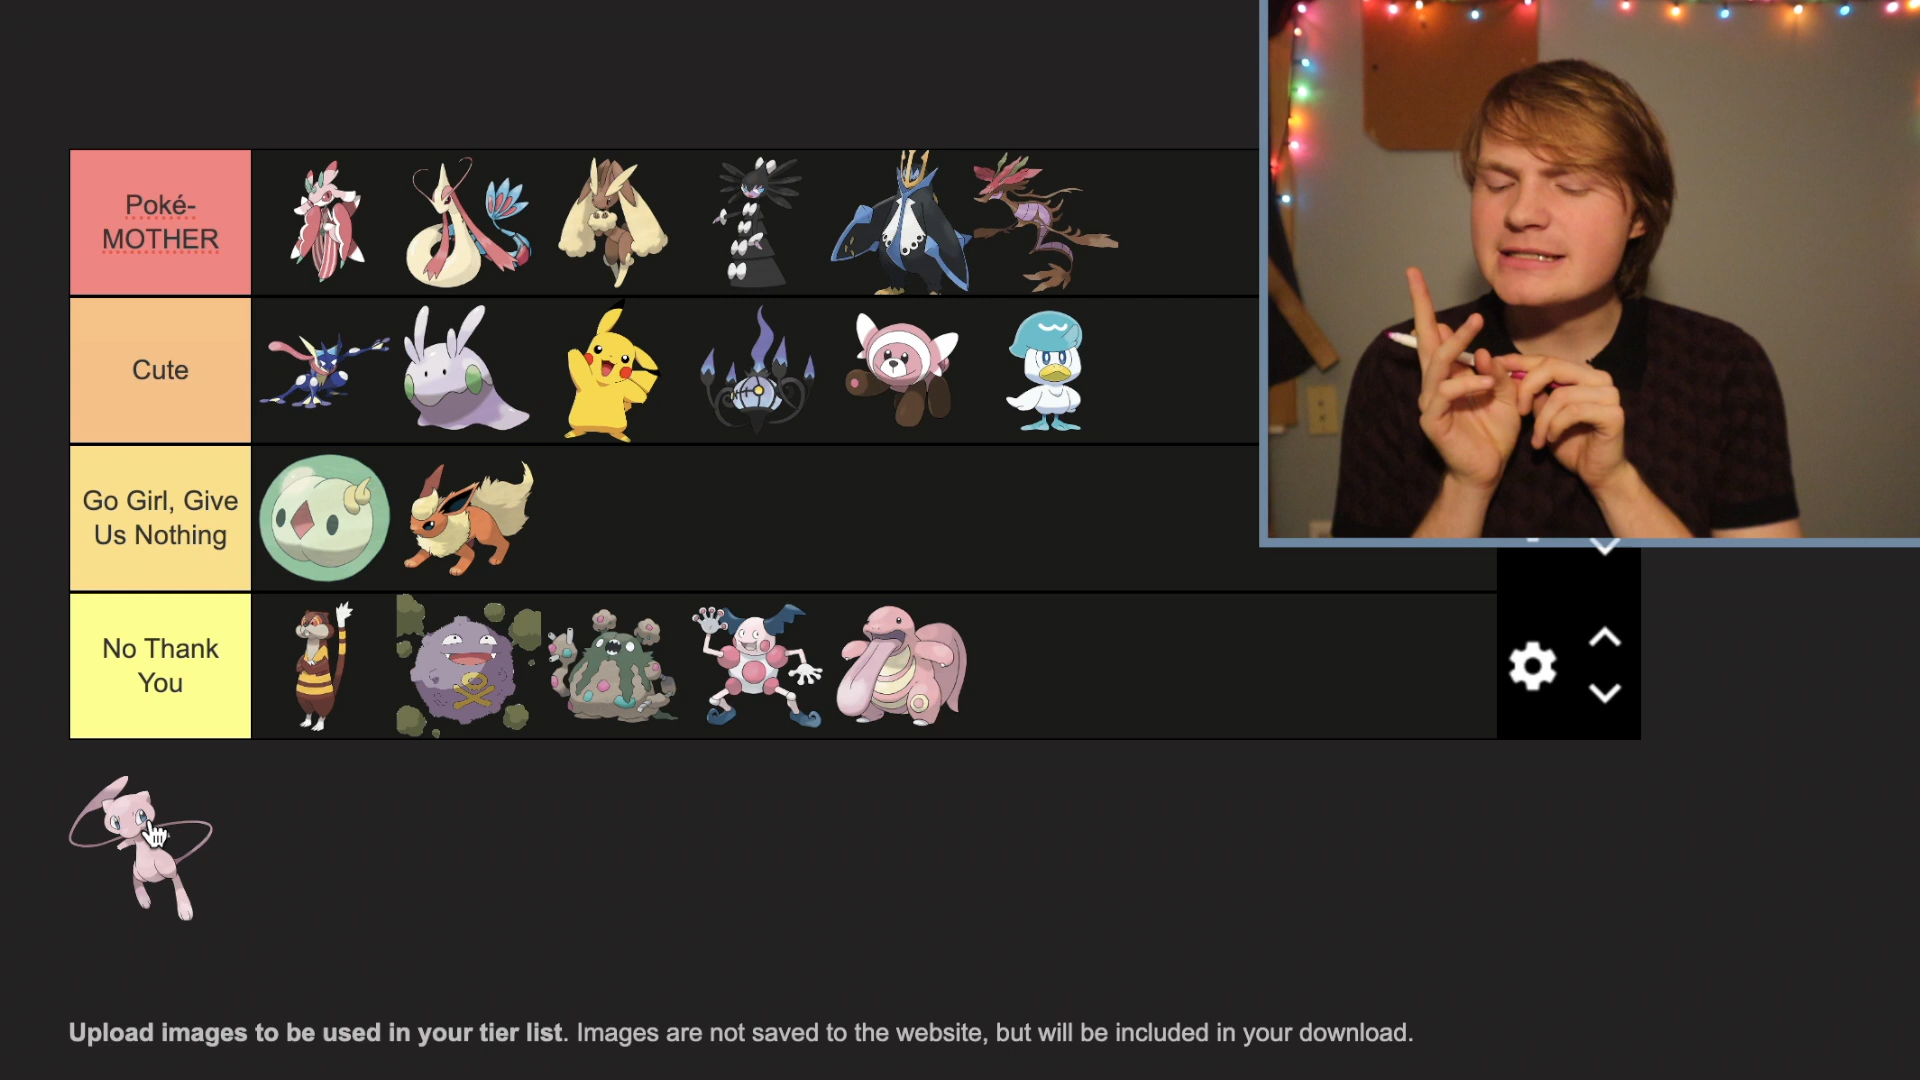 Poké-
MOTHER
Cute
Go Girl, Give
Us Nothing
No Thank
You
Upload images to be used in your tier list. Images are not saved to the website, but will be included in your download.